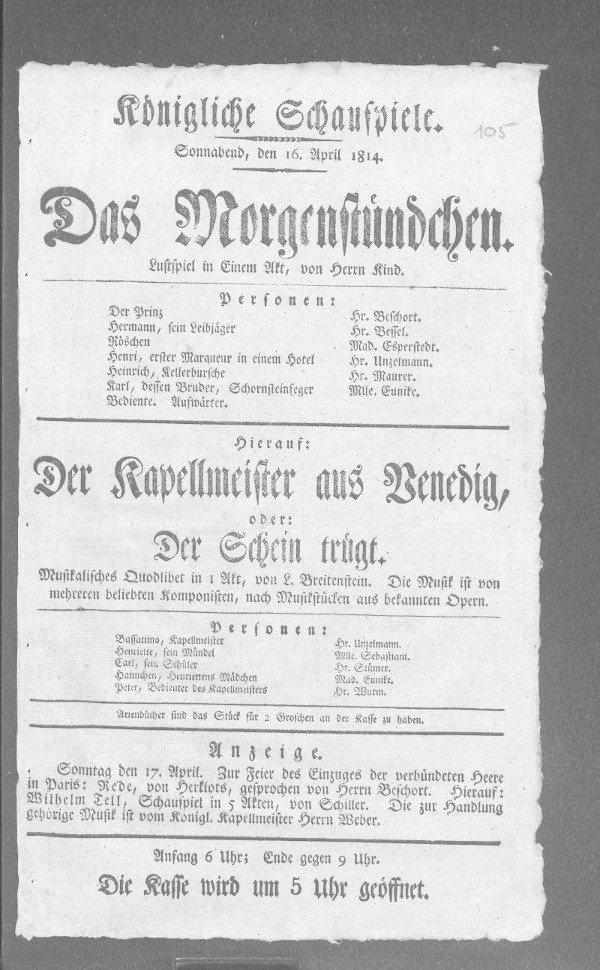 Königliche Schauspiele.
105
Sonnabend, den 16. April 1814.
Das Morgenstündchen.
Lustspiel in Einem Akt, von Herrn Kind.
Personen:
Der Prinz Hr. Beschort.
Hermann, sein Leibjäger Hr. Bessel.
Röschen Mad. Esperstedt.
Henri, erster Marqueur in einem Hotel Hr. Unzelmann.
Heinrich, Kellerbursche Hr. Maurer.
Karl, dessen Bruder, Schornsteinfeger Mlle. Eunike.
Bediente. Aufwärter.
Hierauf:
Der Kapellmeister aus Venedig,
oder:
Der Schein trügt.
Musikalisches Quodlibet in 1 Akt, von L. Breitenstein. Die Musik ist von
mehreren beliebten Komponisten, nach Musikstücken aus bekannten Opern.
Personen:
Bassattino, Kapellmeister Hr. Unzelmann.
Henriette, sein Mündel Mlle. Sebastiani.
Carl, sein Schüler Hr. Stümer.
Hannchen, Henriettens Mädchen Mad. Eunike.
Peter, Bedienter des Kapellmeisters Hr. Wurm.
Arienbücher sind das Stück für 2 Groschen an der Kasse zu haben.
Anzeige.
Sonntag den 17. April. Zur Feier des Einzuges der verbündeten Heere
in Paris: Rede, von Herklots, gesprochen von Herrn Beschort. Hierauf:
Wilhelm Tell, Schauspiel in 5 Akten, von Schiller. Die zur Handlung
gehörige Musik ist vom Königl. Kapellmeister Herrn Weber.
Anfang 6 Uhr; Ende gegen 9 Uhr.
Die Kasse wird um 5 Uhr geöffnet.